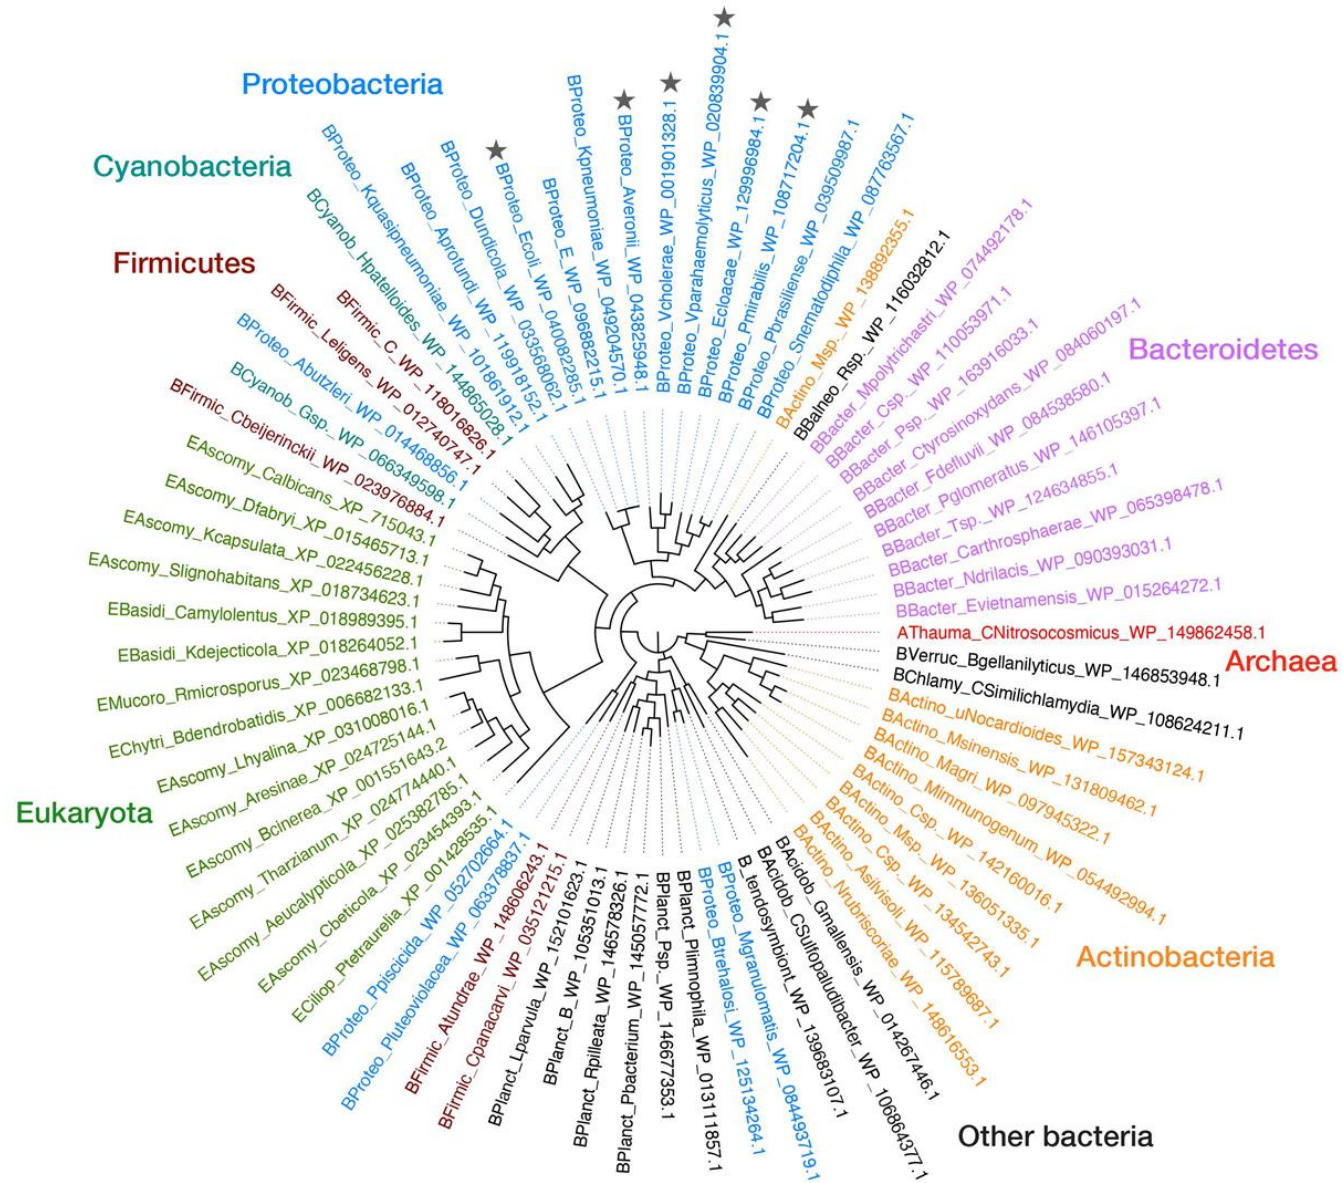 Proteobacteria
Cyanobacteria
Firmicutes
Eukaryota
Bacteroidetes
Archaea
Actinobacteria
Other bacteria
BFirmic_Cbeijerinckii_WP_023976884.1
BCyanob_Gsp._WP_066349598.1
BProteo_Abutzleri_WP_014468856.1
BFirmic_Leligens_WP_012740747.1
BFirmic_C_WP_118016826.1
BCyanob_Hpatelloides_WP_144865028.1
BProteo_Kquasipneumoniae_WP_101861912.1
BProteo_Aprofundi_WP_119918152.1
BProteo_Dundicola_WP_033568062.1
BProteo_Ecoli_WP_040082285.1
BProteo_E_WP_096882215.1
BProteo_Kpneumoniae_WP_049204570.1
BProteo_Averonii_WP_043825948.1
BProteo_Vcholerae_WP_001901328.1
BProteo_Vparahaemolyticus_WP_020839904.1
BProteo_Ecloacae_WP_129996984.1
BProteo_Pmirabilis_WP_108717204.1
BProteo_Pbrasiliense_WP_039509987.1
BProteo_Snematodiphila_WP_087763567.1
BActino_Msp._WP_138892355.1
BBalneo_Rsp._WP_116032812.1
BBacter_Mpolytrichastri_WP_074492178.1
BBacter_Csp._WP_110053971.1
BBacter_Psp._WP_163916033.1
BBacter_Ctyrosinoxydans_WP_084060197.1
BBacter_Fdefluvii_WP_084538580.1
BBacter_Pglomeratus_WP_146105397.1
BBacter_Tsp._WP_124634855.1
BBacter_Carthrosphaerae_WP_065398478.1
BBacter_Ndrilacis_WP_090393031.1
BBacter_Evietnamensis_WP_015264272.1
AThauma_CNitrosocosmicus_WP_149862458.1
BVerruc_Bgellanilyticus_WP_146853948.1
BChlamy_CSimilichlamydia_WP_108624211.1
BActino_uNocardioides_WP_157343124.1
BActino_Msinensis_WP_131809462.1
BActino_Magri_WP_097945322.1
BActino_Mimmunogenum_WP_054492994.1
BActino_Csp._WP_142160016.1
BActino_Msp._WP_136051335.1
BActino_Csp._WP_134542743.1
BActino_Asilvisoli_WP_115789687.1
BActino_Nrubriscoriae_WP_148616553.1
BAcidob_Gmallensis_WP_014267446.1
BAcidob_CSulfopaludibacter_WP_106864377.1
B_tendosymbiont_WP_139683107.1
BProteo_Mgranulomatis_WP_084493719.1
BProteo_Btrehalosi_WP_125134264.1
BPlanct_Plimnophila_WP_013111857.1
BPlanct_Psp._WP_146677353.1
BPlanct_Pbacterium_WP_145057772.1
BPlanct_Rpilleata_WP_146578326.1
BPlanct_B_WP_105351013.1
BPlanct_Lparvula_WP_152101623.1
BFirmic_Cpanacarvi_WP_035121215.1
BFirmic_Atundrae_WP_148606243.1
BProteo_Pluteoviolacea_WP_063378837.1
BProteo_Ppiscicida_WP_052702664.1
ECiliop_Ptetraurelia_XP_001428535.1
EAscomy_Cbeticola_XP_023454393.1
EAscomy_Aeucalypticola_XP_025382785.1
EAscomy_Tharzianum_XP_024774440.1
EAscomy_Bcinerea_XP_001551643.2
EAscomy_Aresinae_XP_024725144.1
EAscomy_Lhyalina_XP_031008016.1
EChytri_Bdendrobatidis_XP_006682133.1
EMucoro_Rmicrosporus_XP_023468798.1
EBasidi_Kdejecticola_XP_018264052.1
EBasidi_Camylolentus_XP_018989395.1
EAscomy_Slignohabitans_XP_018734623.1
EAscomy_Kcapsulata_XP_022456228.1
EAscomy_Dfabryi_XP_015465713.1
EAscomy_Calbicans_XP_715043.1